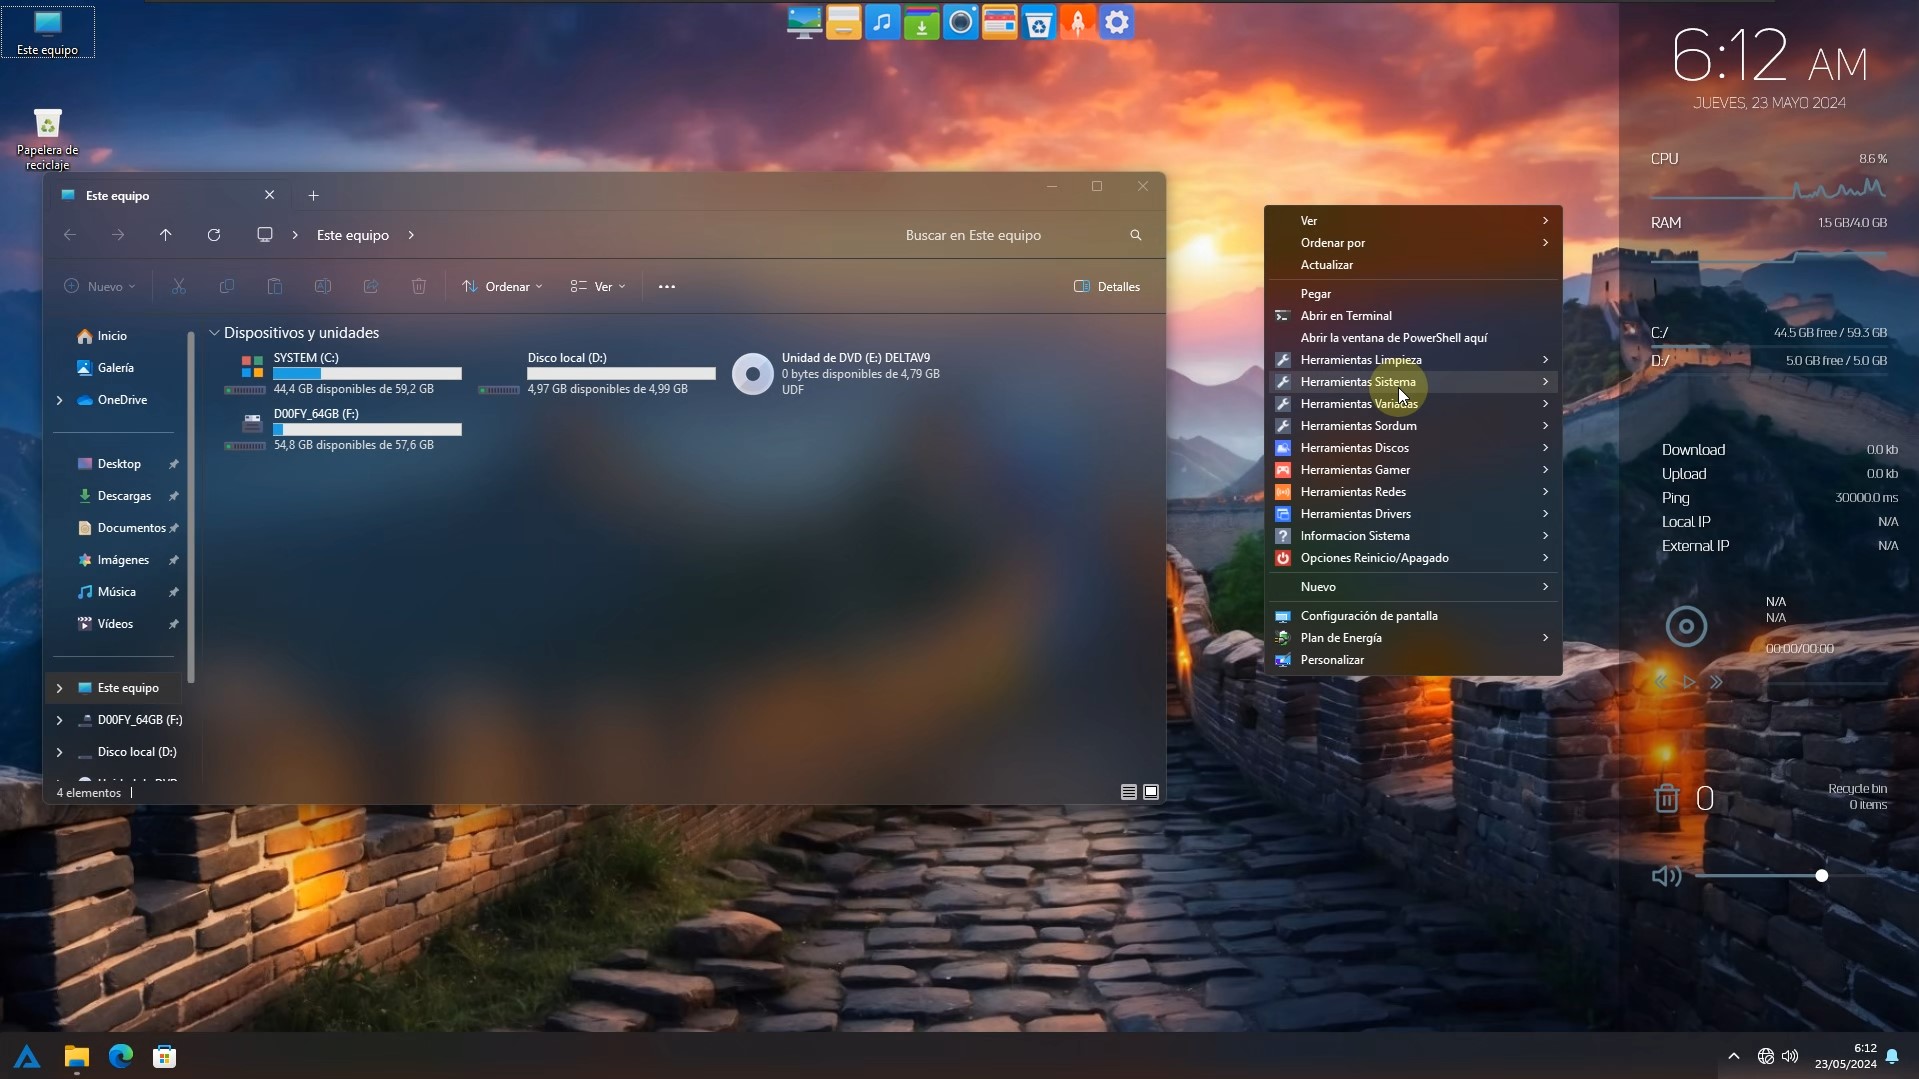 Este equipo
Papelera de
reciclaje
Este equipo
Este equipo
Buscar en Este equipo
Nuevo
Ordenar
Ver
Detalles
Inicio
Galería
OneDrive
Desktop
Descargas
Documentos
Imágenes
Música
Vídeos
Este equipo
D00FY_64GB (F:)
Disco local (D:)
4 elementos
Dispositivos y unidades
SYSTEM (C:)
44,4 GB disponibles de 59,2 GB
Disco local (D:)
4,97 GB disponibles de 4,99 GB
Unidad de DVD (E:) DELTAV9
0 bytes disponibles de 4,79 GB
UDF
D00FY_64GB (F:)
54,8 GB disponibles de 57,6 GB
Ver
Ordenar por
Actualizar
Pegar
Abrir en Terminal
Abrir la ventana de PowerShell aquí
Herramientas Limpieza
Herramientas Sistema
Herramientas Variadas
Herramientas Sordum
Herramientas Discos
Herramientas Gamer
Herramientas Redes
Herramientas Drivers
Informacion Sistema
Opciones Reinicio/Apagado
Nuevo
Configuración de pantalla
Plan de Energía
Personalizar
6:12 AM
JUEVES, 23 MAYO 2024
CPU 8.6 %
RAM 1.5 GB/4.0 GB
C:/ 44.5 GB free / 59.3 GB
D:/ 5.0 GB free / 5.0 GB
Download 0.0 kb
Upload 0.0 kb
Ping 30000.0 ms
Local IP N/A
External IP N/A
N/A
N/A
00:00/00:00
0
Recycle bin
0 items
6:12
23/05/2024